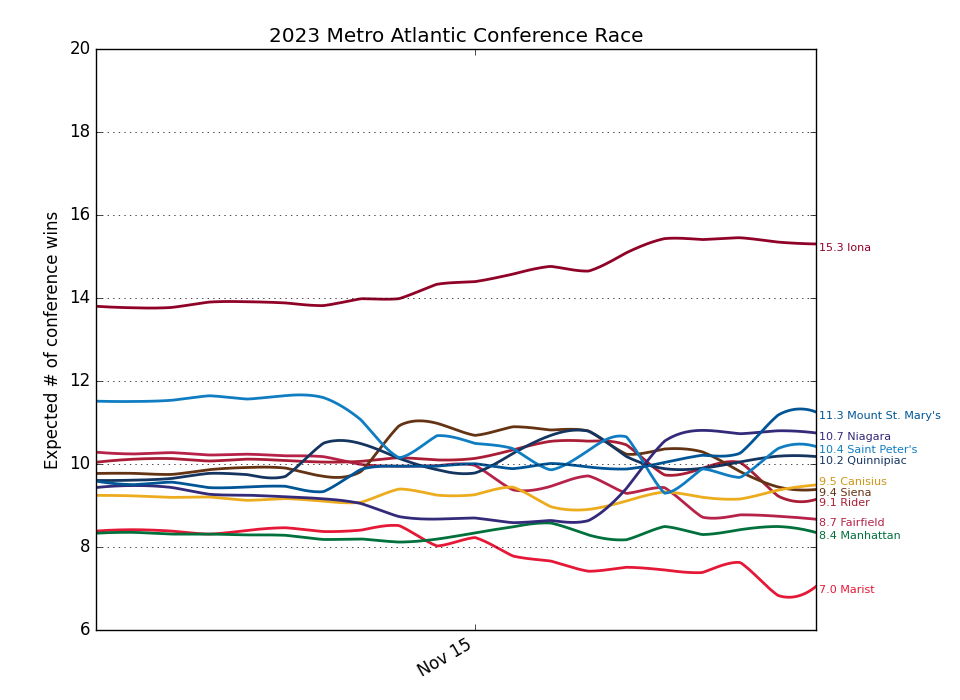 2023 Metro Atlantic Conference Race
Expected # of conference wins
20
18
16
14
12
10
8
6
Nov 15
15.3 Iona
11.3 Mount St. Mary's
10.7 Niagara
10.4 Saint Peter's
10.2 Quinnipiac
9.5 Canisius
9.4 Siena
9.1 Rider
8.7 Fairfield
8.4 Manhattan
7.0 Marist